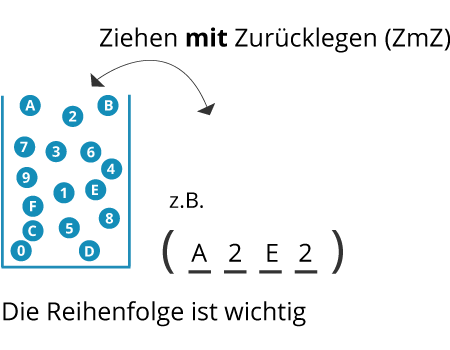 Ziehen mit Zurücklegen (ZmZ)
A
B
2
7
3
6
4
9
1
E
F
8
C
5
0
D
z.B.
( A 2 E 2 )
Die Reihenfolge ist wichtig